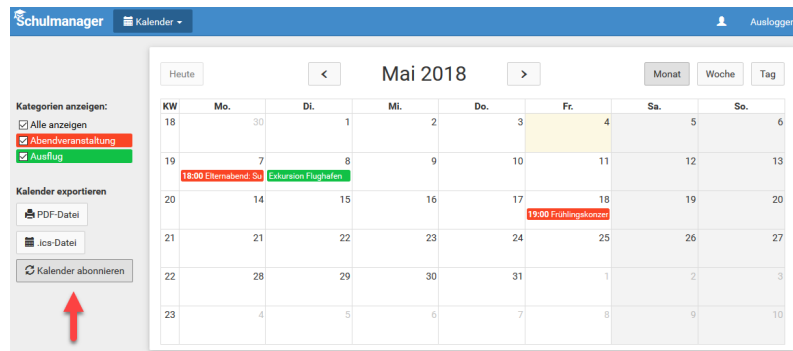 Schulmanager Kalender Auslogger
Heute Mai 2018 Monat Woche Tag
Kategorien anzeigen:
Alle anzeigen
Abendveranstaltung
Ausflug
Kalender exportieren
PDF-Datei
.ics-Datei
Kalender abonnieren
KW Mo. Di. Mi. Do. Fr. Sa. So.
18 30 1 2 3 4 5 6
19 7 8 9 10 11 12 13
18:00 Elternabend: Su Exkursion Flughafen
20 14 15 16 17 18 19 20
19:00 Frühlingskonzer
21 21 22 23 24 25 26 27
22 28 29 30 31 1 2 3
23 4 5 6 7 8 9 10